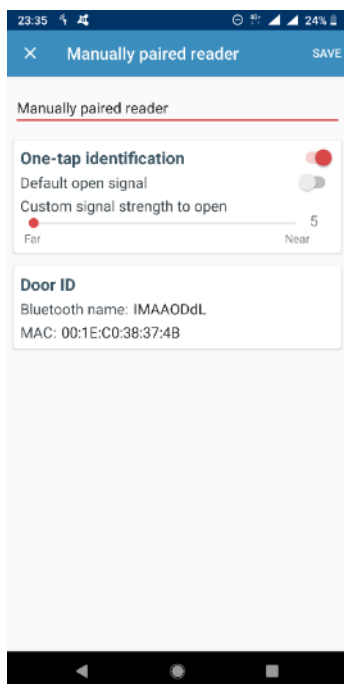 23:35 24%
Manually paired reader SAVE
Manually paired reader
One-tap identification
Default open signal
Custom signal strength to open
5
Far Near
Door ID
Bluetooth name: IMAAODdL
MAC: 00:1E:C0:38:37:4B